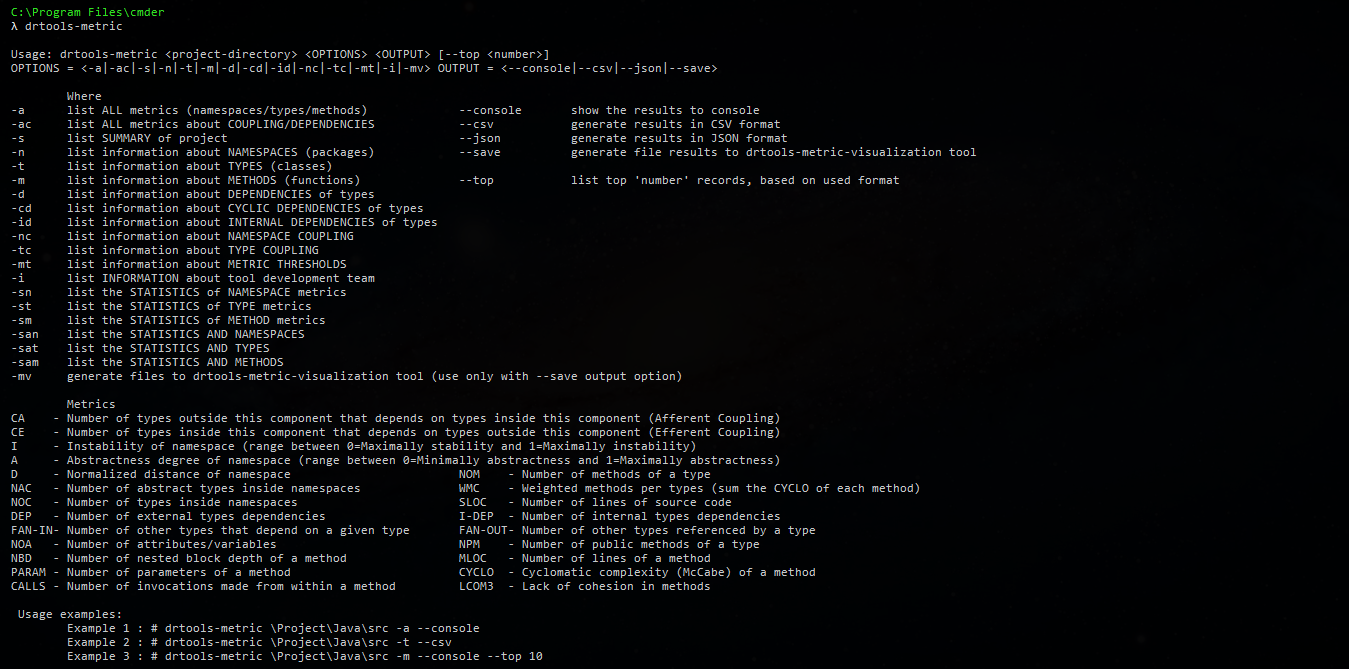 C:\Program Files\cmder
λ drtools-metric
Usage: drtools-metric <project-directory> <OPTIONS> <OUTPUT> [--top <number>]
OPTIONS = <-a|-ac|-s|-n|-t|-m|-d|-cd|-id|-nc|-tc|-mt|-i|-mv> OUTPUT = <--console|--csv|--json|--save>
Where
-a list ALL metrics (namespaces/types/methods) --console show the results to console
-ac list ALL metrics about COUPLING/DEPENDENCIES --csv generate results in CSV format
-s list SUMMARY of project --json generate results in JSON format
-n list information about NAMESPACES (packages) --save generate file results to drtools-metric-visualization tool
-t list information about TYPES (classes)
-m list information about METHODS (functions) --top list top 'number' records, based on used format
-d list information about DEPENDENCIES of types
-cd list information about CYCLIC DEPENDENCIES of types
-id list information about INTERNAL DEPENDENCIES of types
-nc list information about NAMESPACE COUPLING
-tc list information about TYPE COUPLING
-mt list information about METRIC THRESHOLDS
-i list INFORMATION about tool development team
-sn list the STATISTICS of NAMESPACE metrics
-st list the STATISTICS of TYPE metrics
-sm list the STATISTICS of METHOD metrics
-san list the STATISTICS AND NAMESPACES
-sat list the STATISTICS AND TYPES
-sam list the STATISTICS AND METHODS
-mv generate files to drtools-metric-visualization tool (use only with --save output option)
Metrics
CA - Number of types outside this component that depends on types inside this component (Afferent Coupling)
CE - Number of types inside this component that depends on types outside this component (Efferent Coupling)
I - Instability of namespace (range between 0=Maximally stability and 1=Maximally instability)
A - Abstractness degree of namespace (range between 0=Minimally abstractness and 1=Maximally abstractness)
D - Normalized distance of namespace NOM - Number of methods of a type
NAC - Number of abstract types inside namespaces WMC - Weighted methods per types (sum the CYCLO of each method)
NOC - Number of types inside namespaces SLOC - Number of lines of source code
DEP - Number of external types dependencies I-DEP - Number of internal types dependencies
FAN-IN- Number of other types that depend on a given type FAN-OUT- Number of other types referenced by a type
NOA - Number of attributes/variables NPM - Number of public methods of a type
NBD - Number of nested block depth of a method MLOC - Number of lines of a method
PARAM - Number of parameters of a method CYCLO - Cyclomatic complexity (McCabe) of a method
CALLS - Number of invocations made from within a method LCOM3 - Lack of cohesion in methods
Usage examples:
Example 1 : # drtools-metric \Project\Java\src -a --console
Example 2 : # drtools-metric \Project\Java\src -t --csv
Example 3 : # drtools-metric \Project\Java\src -m --console --top 10